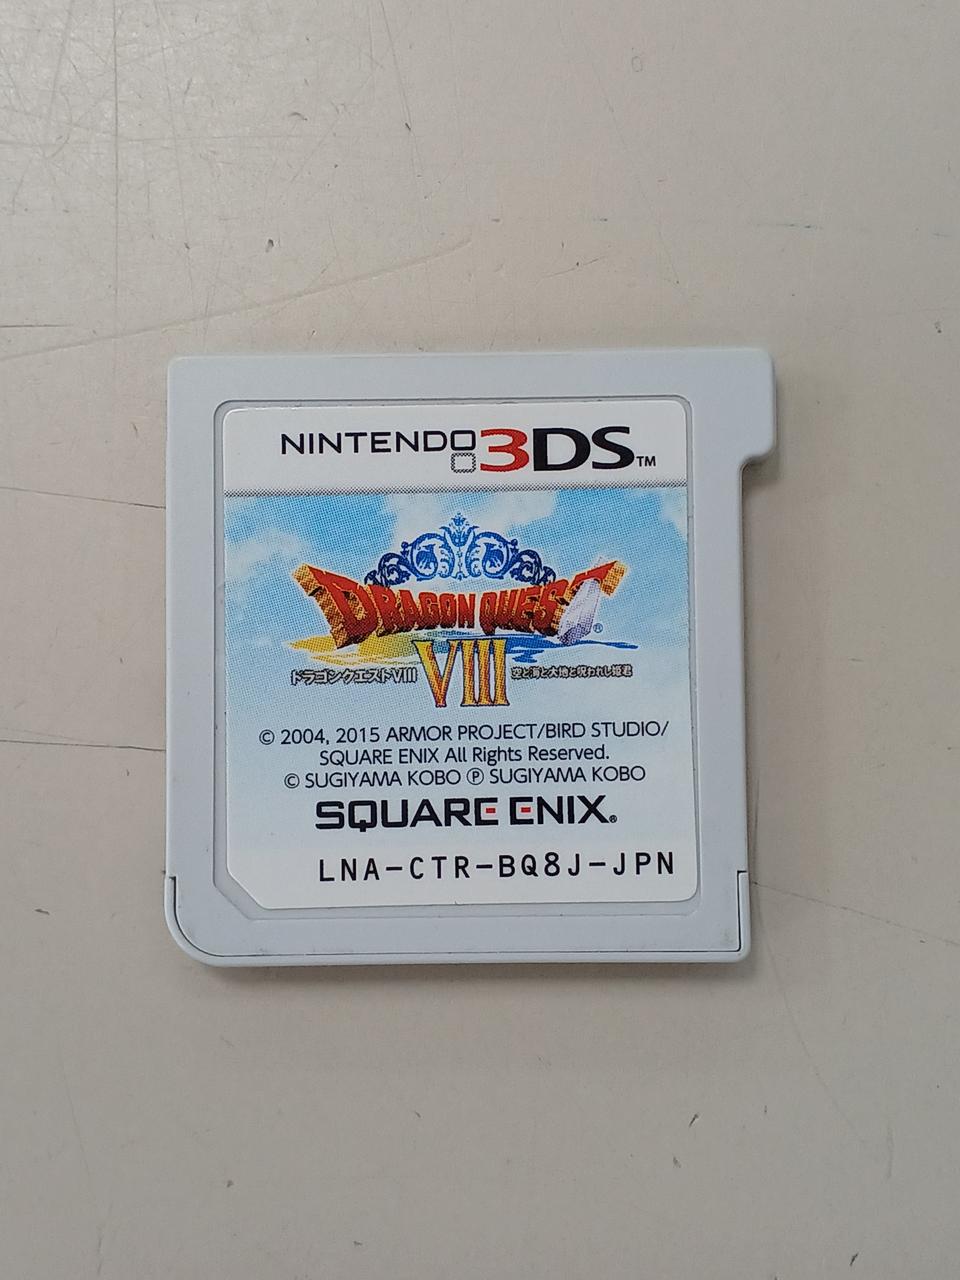 NINTENDO 3DS™
DRAGON QUEST®
VIII
ドラゴンクエストVIII 空と海と大地と呪われし姫君
© 2004, 2015 ARMOR PROJECT/BIRD STUDIO/
SQUARE ENIX All Rights Reserved.
© SUGIYAMA KOBO ℗ SUGIYAMA KOBO
SQUARE ENIX®
LNA-CTR-BQ8J-JPN